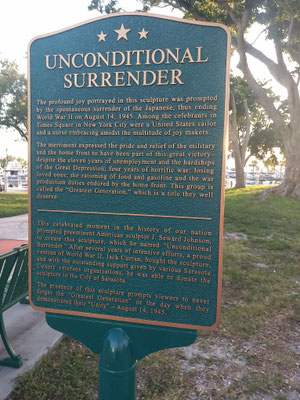 UNCONDITIONAL
SURRENDER
The profound joy portrayed in this sculpture was prompted
by the spontaneous surrender of the Japanese, thus ending
World War II on August 14, 1945. Among the celebrants in
Times Square in New York City were a United States sailor
and a nurse embracing amidst the multitude of joy makers.
The merriment expressed the pride and relief of the military
and the home front to have been part of this great victory -
despite the eleven years of unemployment and the hardships
of the Great Depression; four years of horrific war; losing
loved ones; the rationing of food and gasoline and the war
production duties endured by the home front. This group is
called the "Greatest Generation," which is a title they well
deserve.
This celebrated moment in the history of our nation
prompted preeminent American sculptor J. Seward Johnson,
to create this sculpture, which he named "Unconditional
Surrender". After several years of intensive efforts, a proud
veteran of World War II, Jack Curran, bought the sculpture,
and with the outstanding support given by various Sarasota
County veterans organizations, he was able to donate the
sculpture to the City of Sarasota.
The presence of this sculpture prompts viewers to never
forget the "Greatest Generation" or the day when they
demonstrated their "Unity" - August 14, 1945.